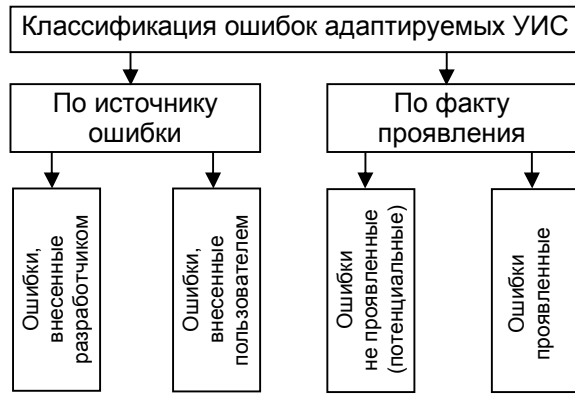 Классификация ошибок адаптируемых УИС
По источнику
ошибки
По факту
проявления
Ошибки,
внесенные
разработчиком
Ошибки,
внесенные
пользователем
Ошибки
не проявленные
(потенциальные)
Ошибки
проявленные